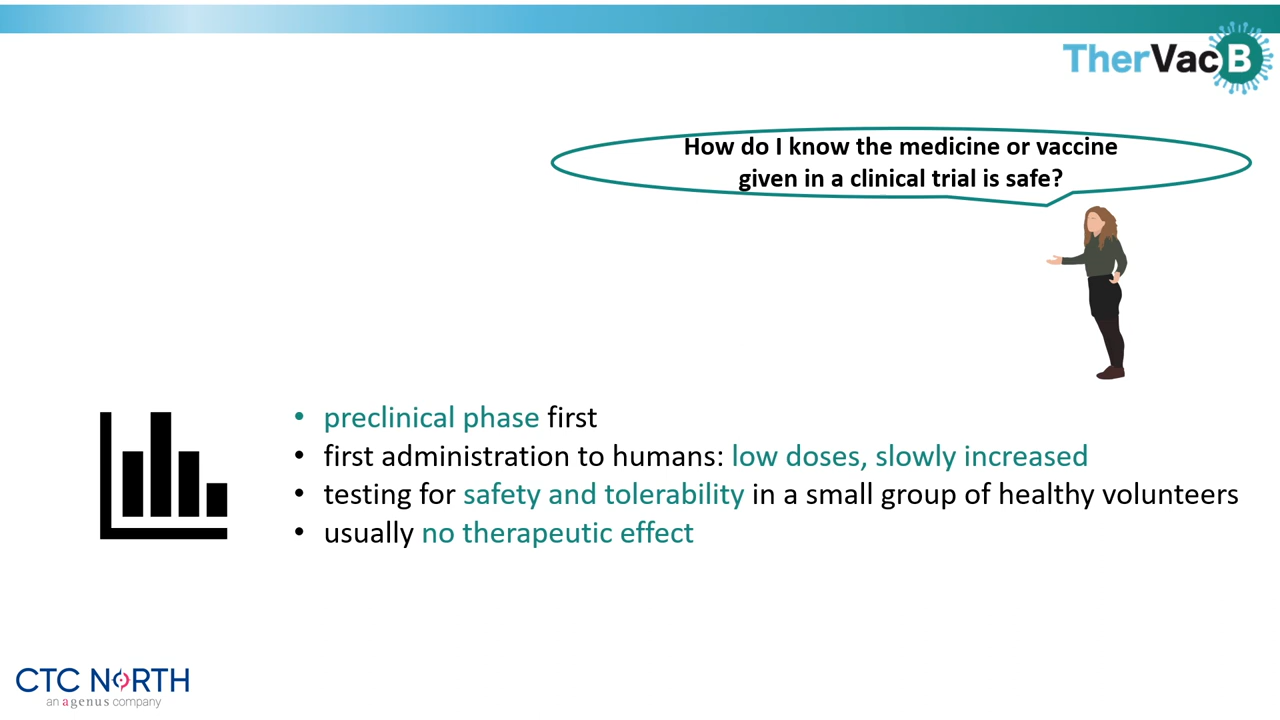 TherVacB
How do I know the medicine or vaccine
given in a clinical trial is safe?
• preclinical phase first
• first administration to humans: low doses, slowly increased
• testing for safety and tolerability in a small group of healthy volunteers
• usually no therapeutic effect
CTC NORTH
an agenus company